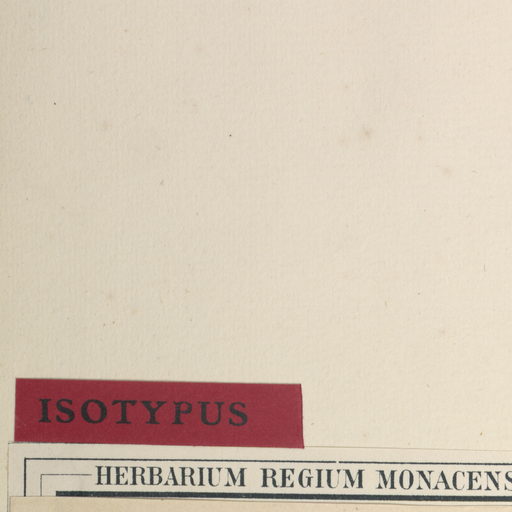 ISOTYPUS
HERBARIUM REGIUM MONACENS